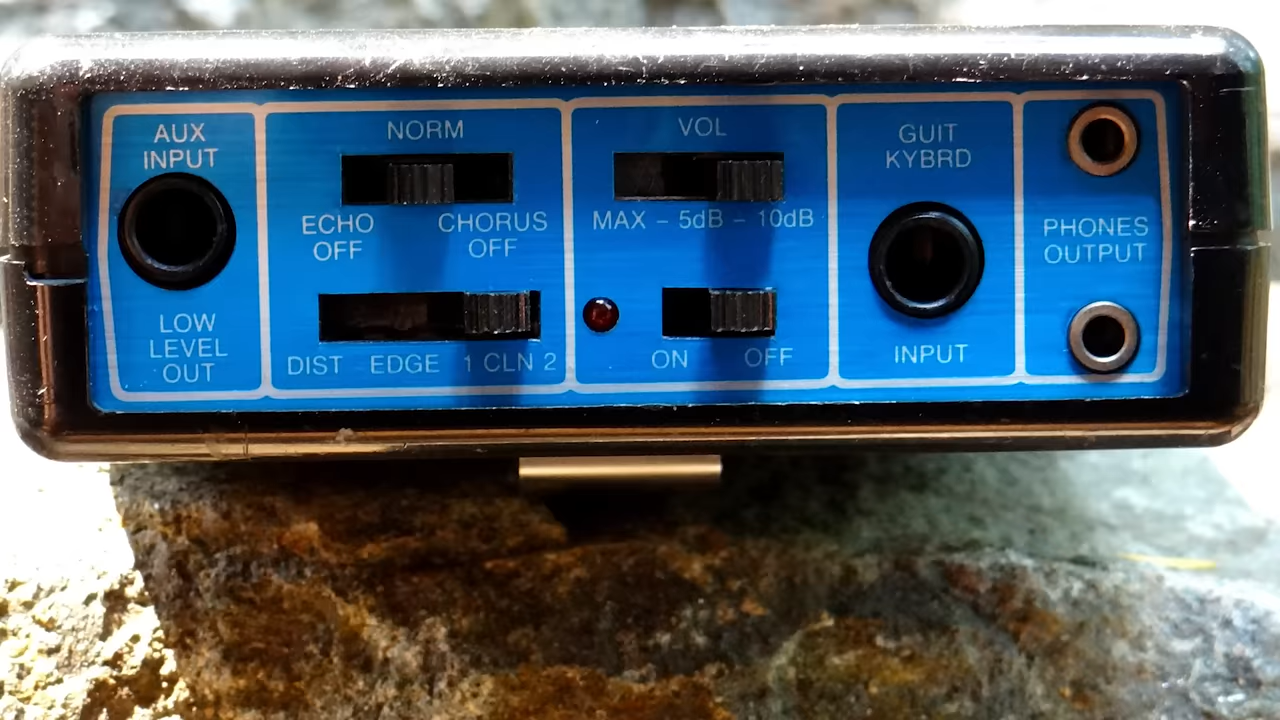 AUX
INPUT
LOW
LEVEL
OUT
NORM
ECHO CHORUS
OFF OFF
DIST EDGE 1 CLN 2
VOL
MAX – 5dB – 10dB
ON OFF
GUIT
KYBRD
INPUT
PHONES
OUTPUT